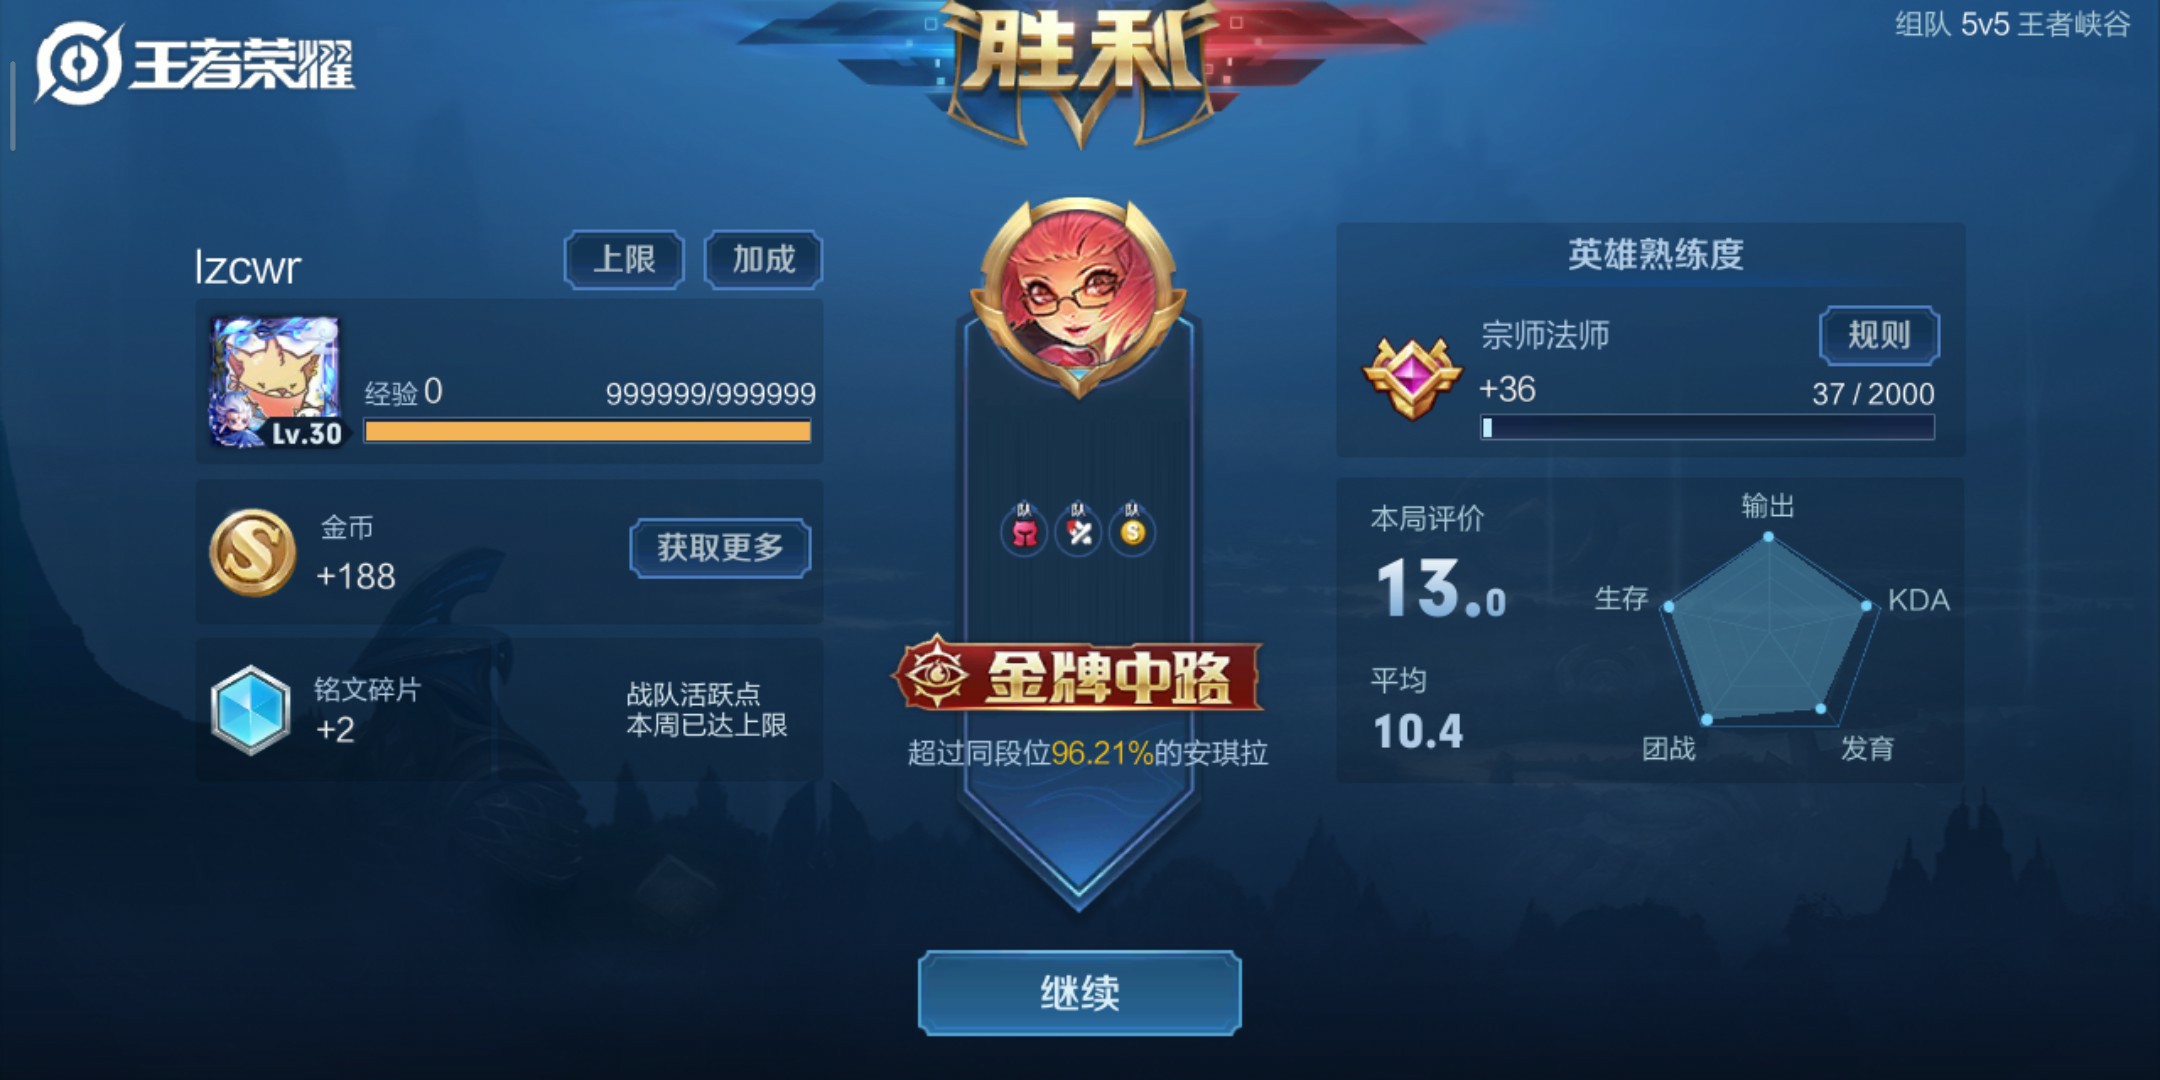 王者荣耀
胜利
组队 5v5 王者峡谷
lzcwr
上限
加成
经验 0
999999/999999
Lv.30
金币
+188
获取更多
铭文碎片
+2
战队活跃点
本周已达上限
队
队
队
金牌中路
超过同段位96.21%的安琪拉
继续
英雄熟练度
宗师法师
规则
+36
37 / 2000
本局评价
13.0
平均
10.4
输出
生存
KDA
团战
发育